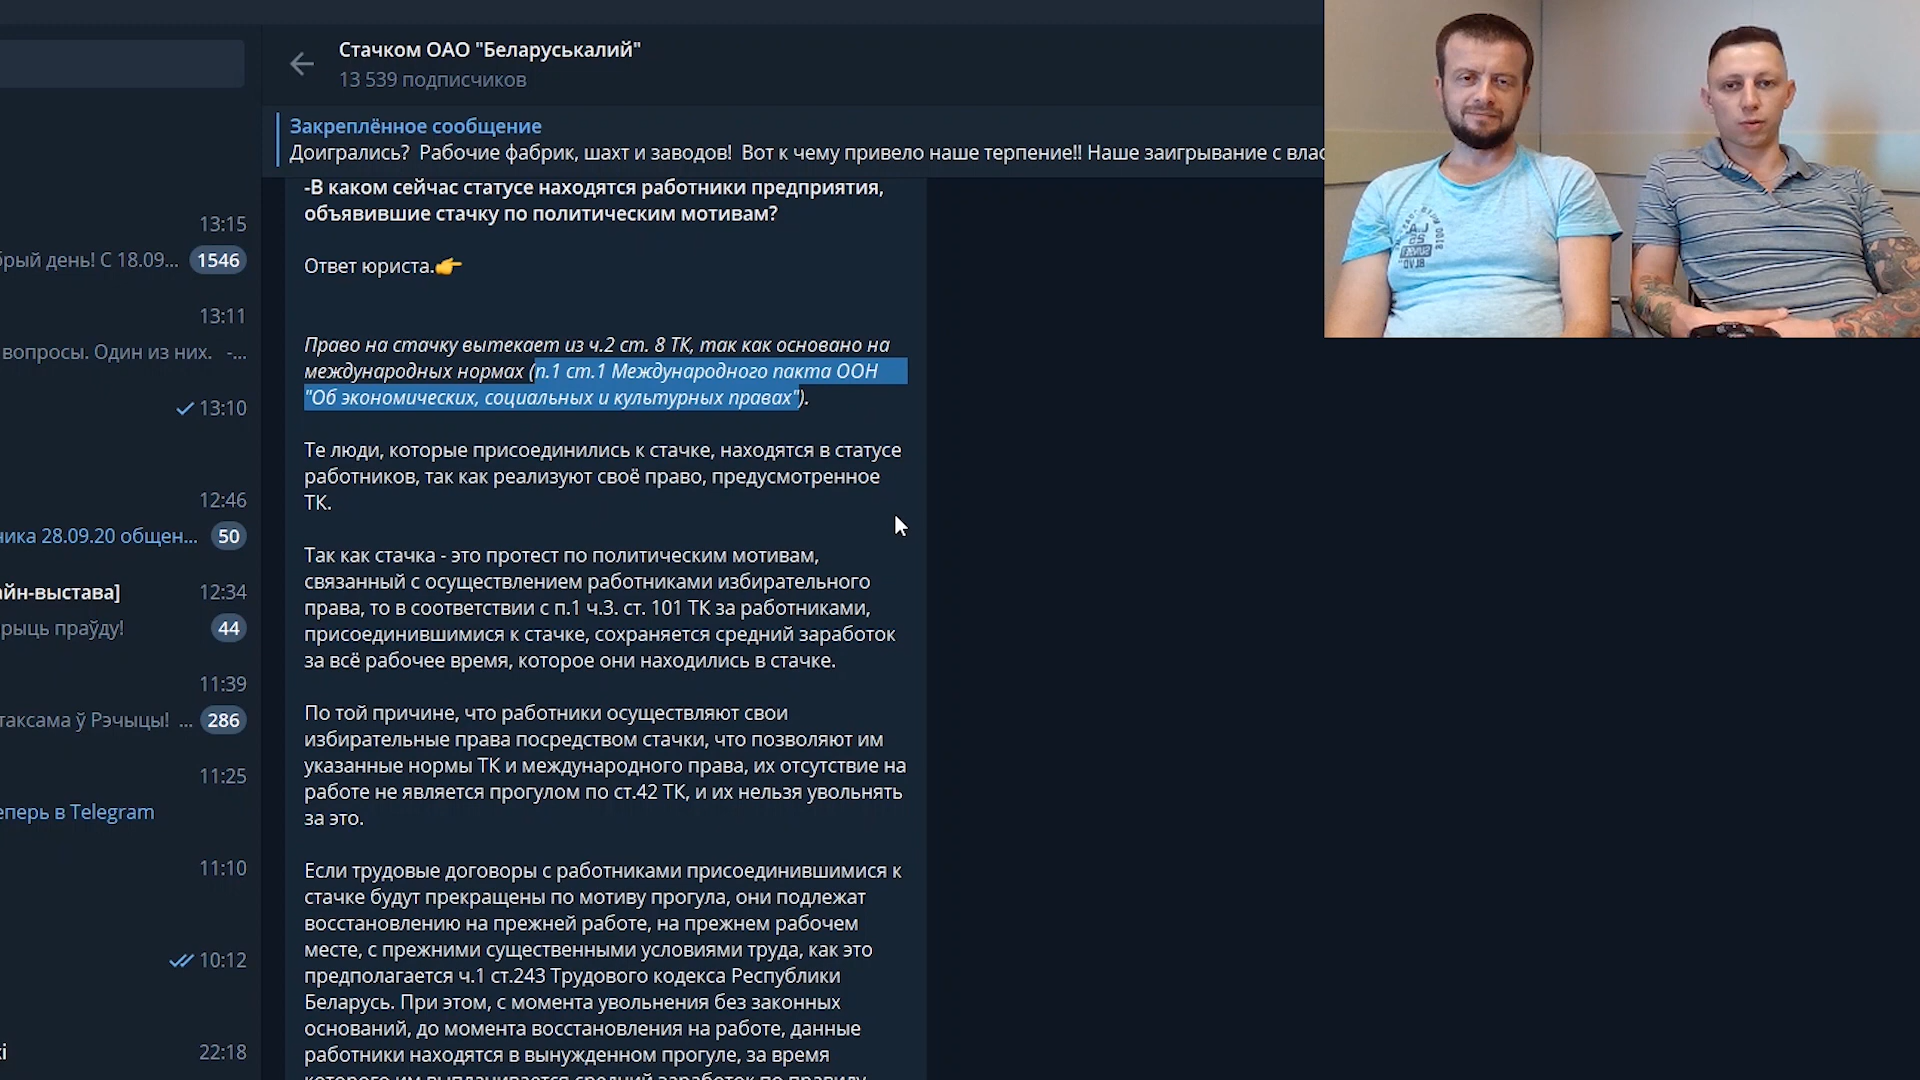 Стачком ОАО "Беларуськалий"
13 539 подписчиков
Закреплённое сообщение
Доигрались? Рабочие фабрик, шахт и заводов! Вот к чему привело наше терпение!! Наше заигрывание с влас
13:15
брый день! С 18.09... 1546
13:11
вопросы. Один из них. -...
13:10
12:46
ника 28.09.20 общен... 50
айн-выстава] 12:34
рыць праўду! 44
11:39
таксама ў Рэчыцы! ... 286
11:25
еперь в Telegram
11:10
10:12
22:18
-В каком сейчас статусе находятся работники предприятия,
объявившие стачку по политическим мотивам?
Ответ юриста.👉
Право на стачку вытекает из ч.2 ст. 8 ТК, так как основано на
международных нормах (п.1 ст.1 Международного пакта ООН
"Об экономических, социальных и культурных правах").
Те люди, которые присоединились к стачке, находятся в статусе
работников, так как реализуют своё право, предусмотренное
ТК.
Так как стачка - это протест по политическим мотивам,
связанный с осуществлением работниками избирательного
права, то в соответствии с п.1 ч.3. ст. 101 ТК за работниками,
присоединившимися к стачке, сохраняется средний заработок
за всё рабочее время, которое они находились в стачке.
По той причине, что работники осуществляют свои
избирательные права посредством стачки, что позволяют им
указанные нормы ТК и международного права, их отсутствие на
работе не является прогулом по ст.42 ТК, и их нельзя увольнять
за это.
Если трудовые договоры с работниками присоединившимися к
стачке будут прекращены по мотиву прогула, они подлежат
восстановлению на прежней работе, на прежнем рабочем
месте, с прежними существенными условиями труда, как это
предполагается ч.1 ст.243 Трудового кодекса Республики
Беларусь. При этом, с момента увольнения без законных
оснований, до момента восстановления на работе, данные
работники находятся в вынужденном прогуле, за время
которого им выплачивается средний заработок по правилу